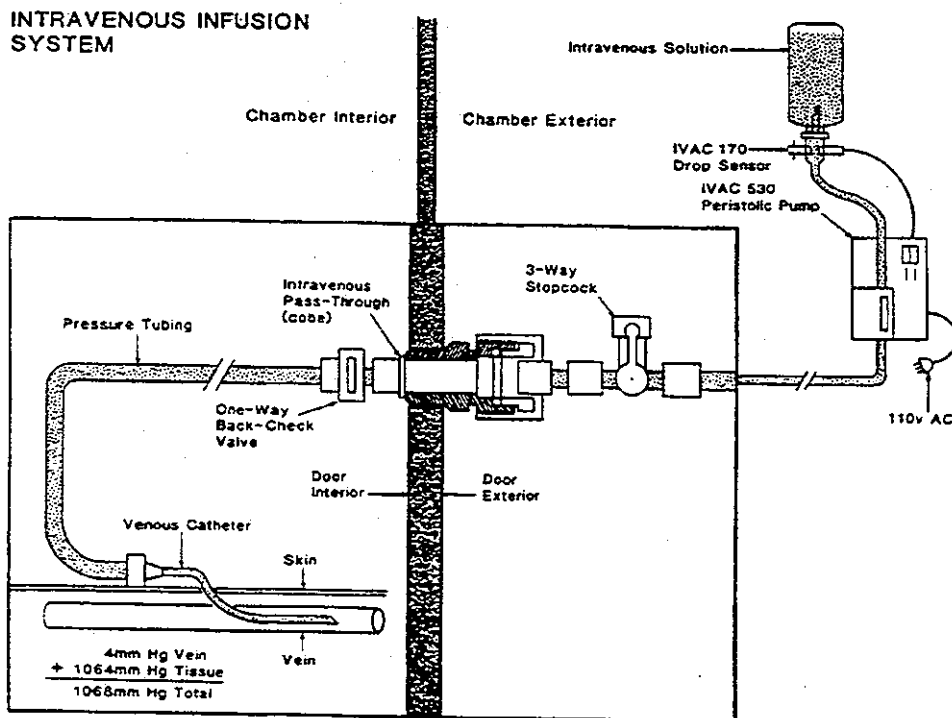 INTRAVENOUS INFUSION
SYSTEM
Intravenous Solution
Chamber Interior
Chamber Exterior
IVAC 170
Drop Sensor
IVAC 530
Peristolic Pump
3-Way
Stopcock
Intravenous
Pass-Through
(cobe)
Pressure Tubing
One-Way
Back-Check
Valve
110v AC
Door
Interior
Door
Exterior
Venous Catheter
Skin
Vein
4mm Hg Vein
+ 1064mm Hg Tissue
1068mm Hg Total